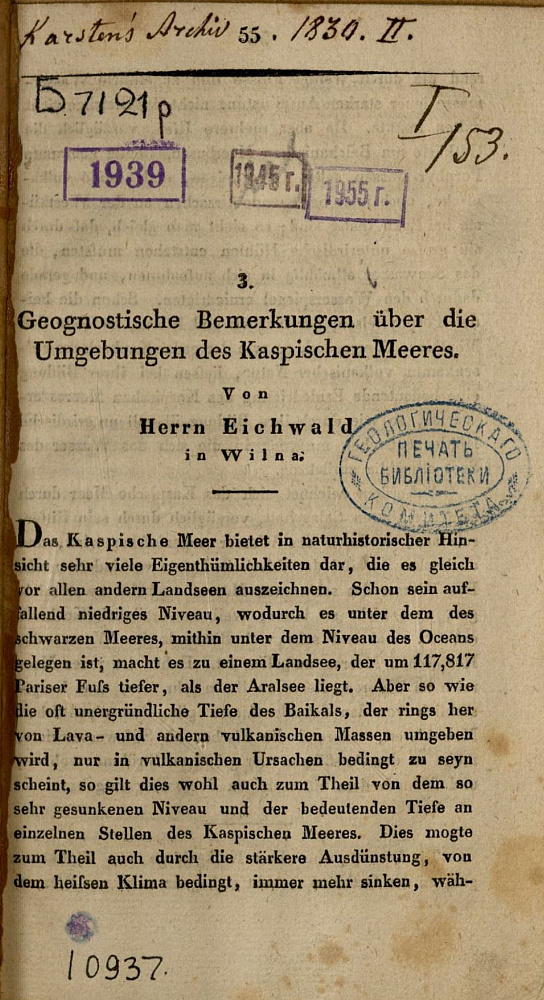 Karsten's Archiv 55. 1830. II.
Б 7121р
I/153.
1939
1945 г.
1955 г.
3.
Geognostische Bemerkungen über die
Umgebungen des Kaspischen Meeres.
Von
Herrn Eichwald
in Wilna.
ГЕОЛОГИЧЕСКАГО
ПЕЧАТЬ
БИБЛІОТЕКИ
КОМИТЕТА
Das Kaspische Meer bietet in naturhistorischer Hin-
sicht sehr viele Eigenthümlichkeiten dar, die es gleich
vor allen andern Landseen auszeichnen. Schon sein auf-
fallend niedriges Niveau, wodurch es unter dem des
schwarzen Meeres, mithin unter dem Niveau des Oceans
gelegen ist, macht es zu einem Landsee, der um 117,817
Pariser Fuſs tiefer, als der Aralsee liegt. Aber so wie
die oft unergründliche Tiefe des Baikals, der rings her
von Lava- und andern vulkanischen Massen umgeben
wird, nur in vulkanischen Ursachen bedingt zu seyn
scheint, so gilt dies wohl auch zum Theil von dem so
sehr gesunkenen Niveau und der bedeutenden Tiefe an
einzelnen Stellen des Kaspischen Meeres. Dies mogte
zum Theil auch durch die stärkere Ausdünstung, von
dem heiſsen Klima bedingt, immer mehr sinken, wäh-
10937.